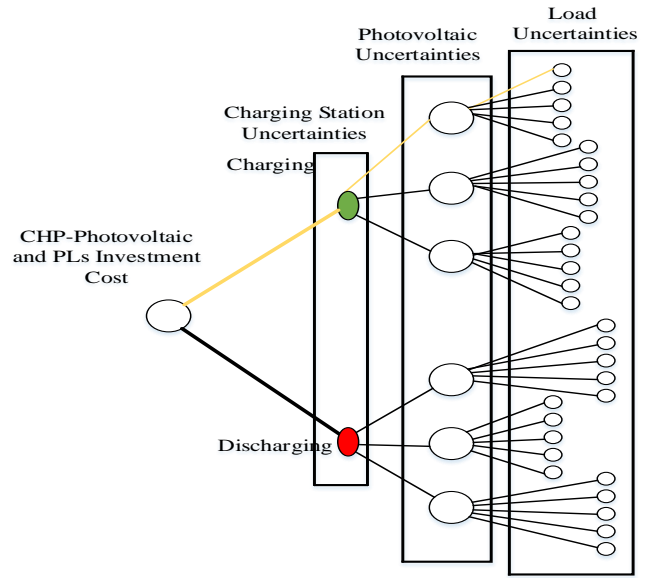 Load
Uncertainties
Photovoltaic
Uncertainties
Charging Station
Uncertainties
Charging
CHP-Photovoltaic
and PLs Investment
Cost
Discharging